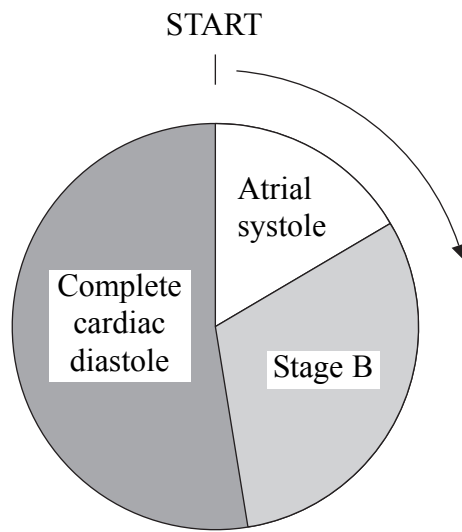 START
Atrial
systole
Complete
cardiac
diastole
Stage B